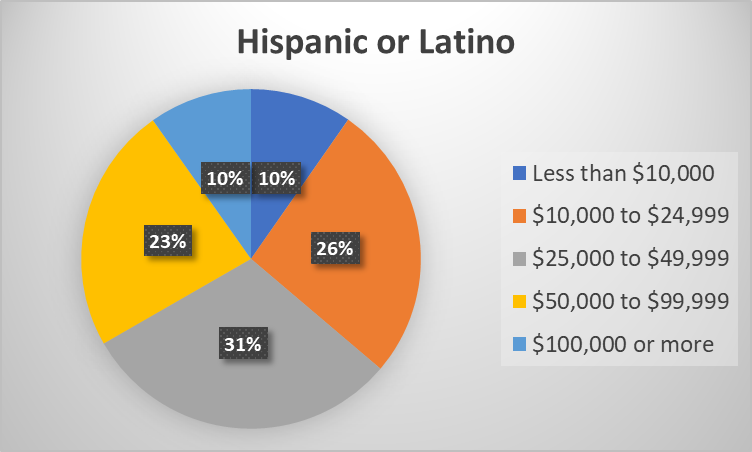 Hispanic or Latino
10%
10%
26%
23%
31%
Less than $10,000
$10,000 to $24,999
$25,000 to $49,999
$50,000 to $99,999
$100,000 or more